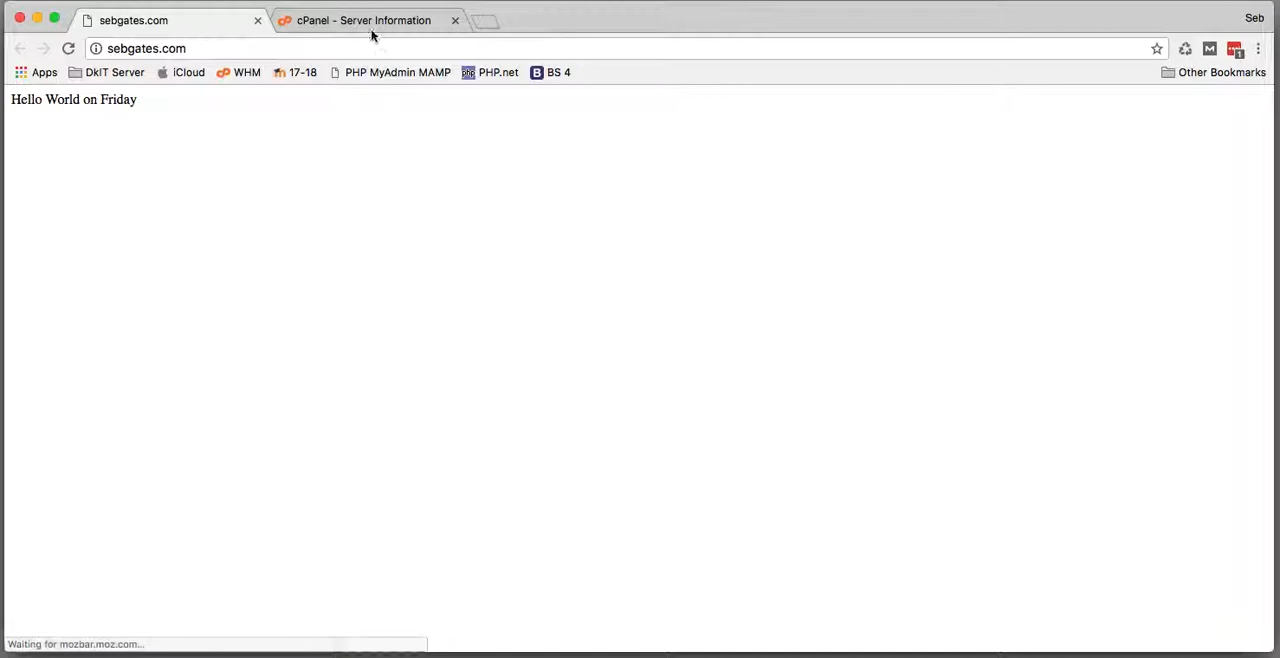 sebgates.com cPanel - Server Information Seb
sebgates.com
Apps DkIT Server iCloud WHM 17-18 PHP MyAdmin MAMP PHP.net BS 4 Other Bookmarks
Hello World on Friday
Waiting for mozbar.moz.com...